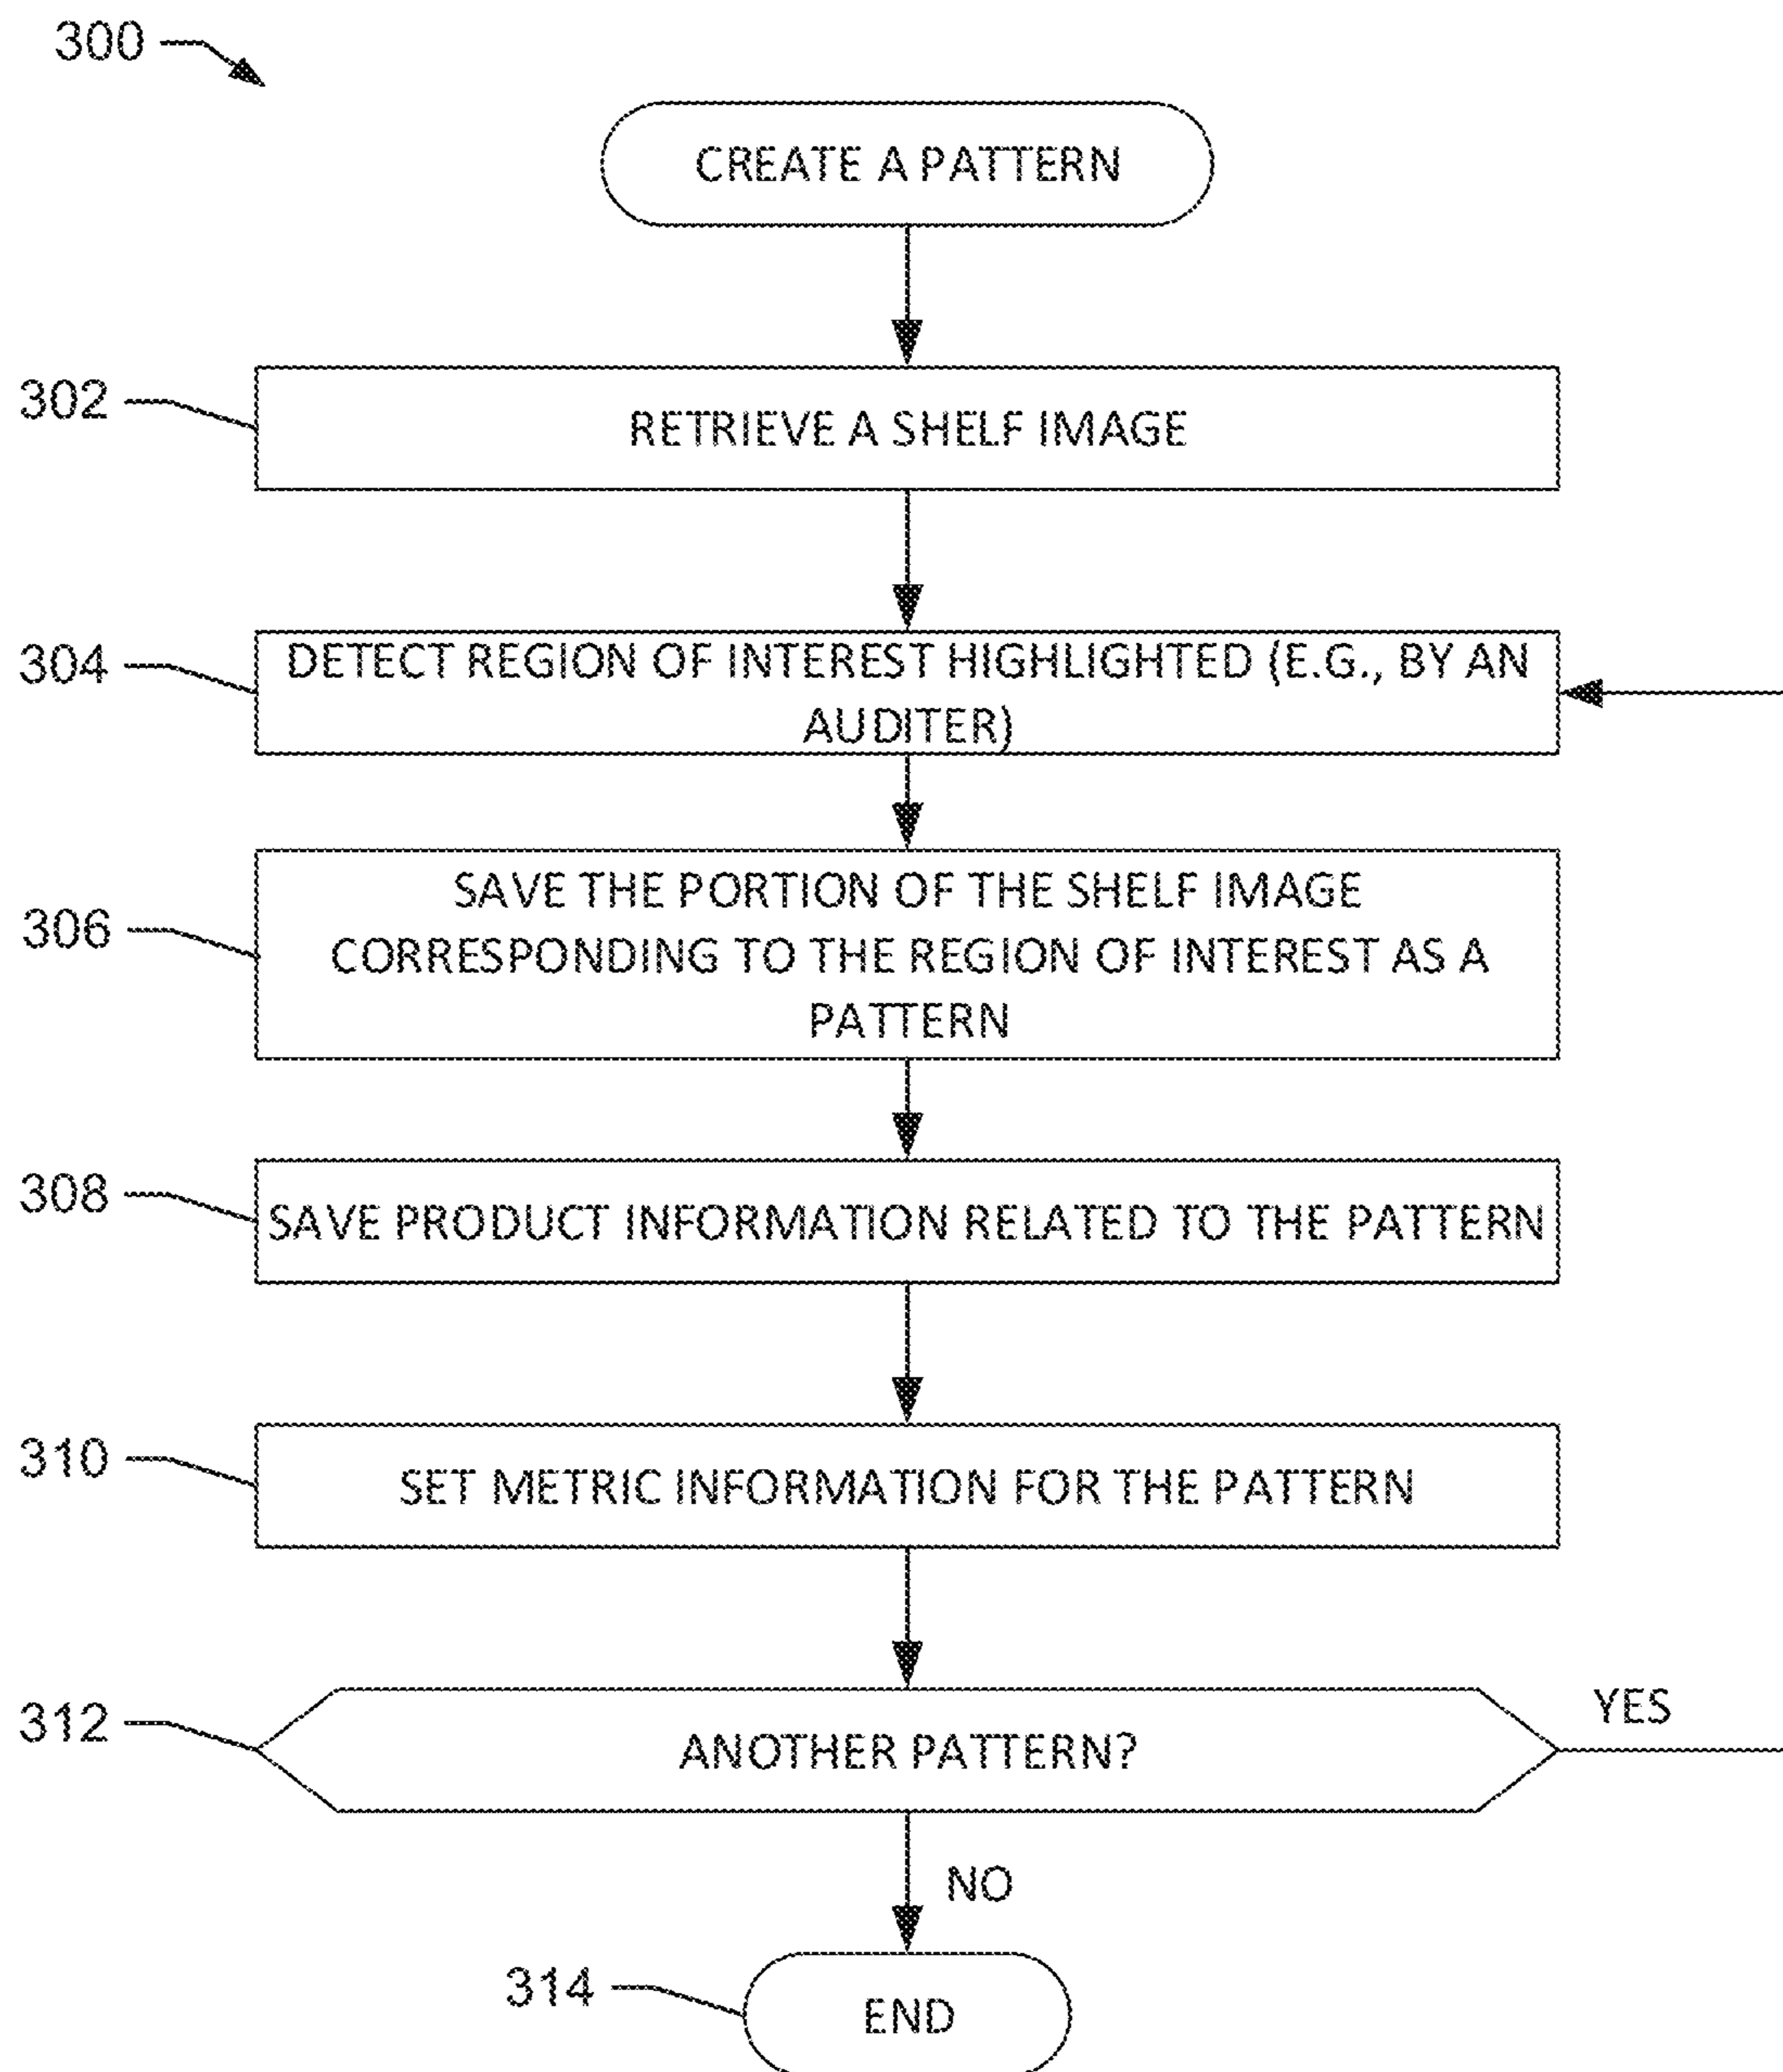 300
CREATE A PATTERN
302
RETRIEVE A SHELF IMAGE
304
DETECT REGION OF INTEREST HIGHLIGHTED (E.G., BY AN
AUDITER)
306
SAVE THE PORTION OF THE SHELF IMAGE
CORRESPONDING TO THE REGION OF INTEREST AS A
PATTERN
308
SAVE PRODUCT INFORMATION RELATED TO THE PATTERN
310
SET METRIC INFORMATION FOR THE PATTERN
312
ANOTHER PATTERN?
YES
NO
314
END